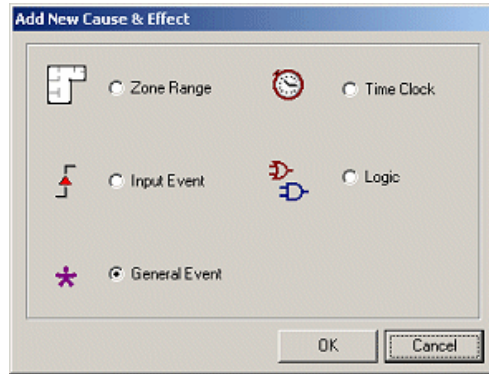 Add New Cause & Effect
Zone Range
Time Clock
Input Event
Logic
General Event
OK
Cancel